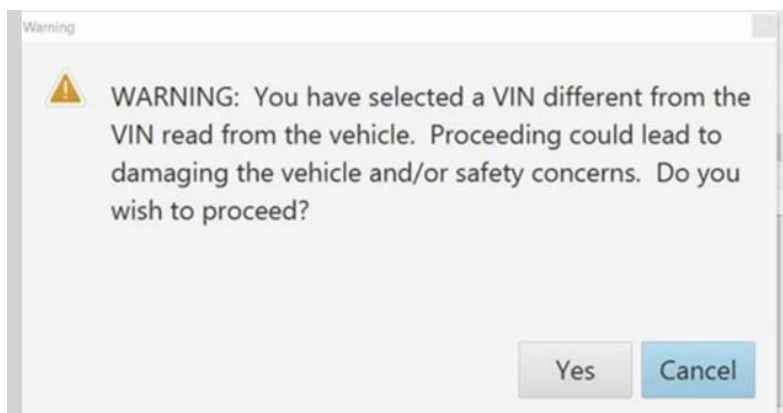 Warning
WARNING: You have selected a VIN different from the
VIN read from the vehicle. Proceeding could lead to
damaging the vehicle and/or safety concerns. Do you
wish to proceed?
Yes
Cancel